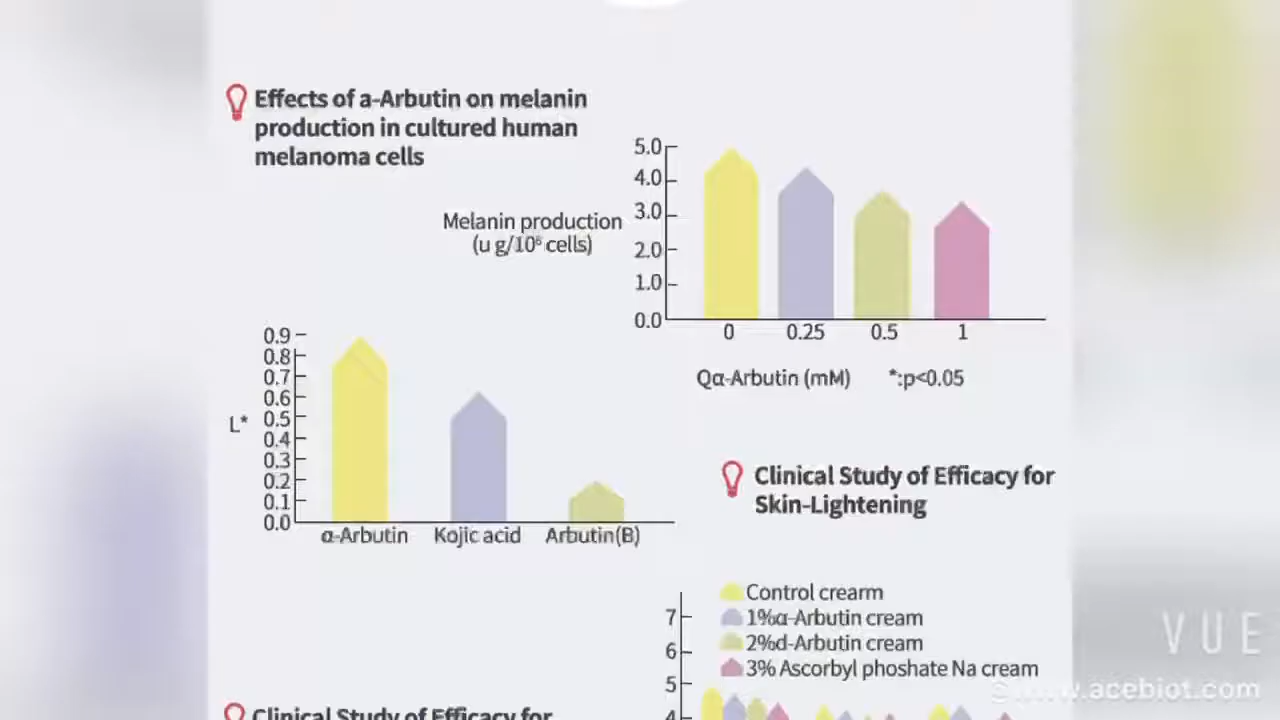 Effects of a-Arbutin on melanin
production in cultured human
melanoma cells
5.0
4.0
3.0
2.0
1.0
0.0
Melanin production
(u g/10⁶ cells)
0 0.25 0.5 1
Qα-Arbutin (mM) *:p<0.05
0.9
0.8
0.7
0.6
0.5
0.4
0.3
0.2
0.1
0.0
L*
α-Arbutin Kojic acid Arbutin(B)
Clinical Study of Efficacy for
Skin-Lightening
Control crearm
1%α-Arbutin cream
2%d-Arbutin cream
3% Ascorbyl phoshate Na cream
7
6
5
4
Clinical Study of Efficacy for
VUE
www.acebiot.com